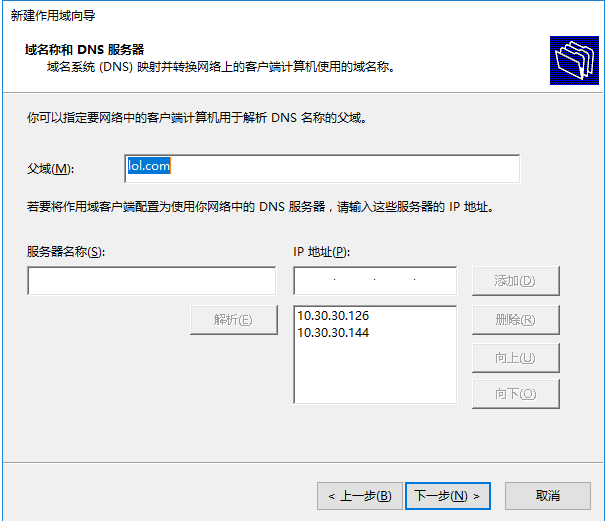 新建作用域向导
域名称和 DNS 服务器
域名系统 (DNS) 映射并转换网络上的客户端计算机使用的域名称。
你可以指定要网络中的客户端计算机用于解析 DNS 名称的父域。
父域(M):
lol.com
若要将作用域客户端配置为使用你网络中的 DNS 服务器，请输入这些服务器的 IP 地址。
服务器名称(S):
IP 地址(P):
. . .
添加(D)
解析(E)
10.30.30.126
10.30.30.144
删除(R)
向上(U)
向下(O)
< 上一步(B)
下一步(N) >
取消